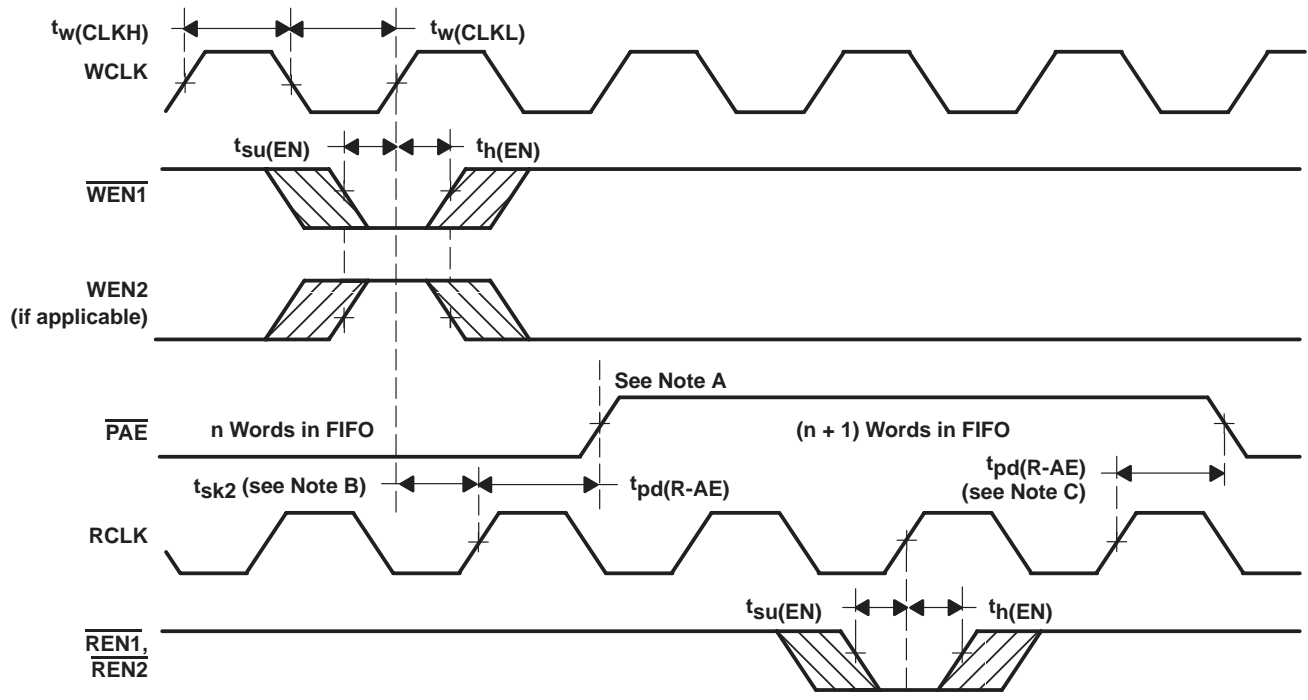 tw(CLKH)
tw(CLKL)
WCLK
tsu(EN)
th(EN)
WEN1
WEN2
(if applicable)
See Note A
PAE
n Words in FIFO
(n + 1) Words in FIFO
tsk2 (see Note B)
tpd(R-AE)
tpd(R-AE)
(see Note C)
RCLK
tsu(EN)
th(EN)
REN1,
REN2